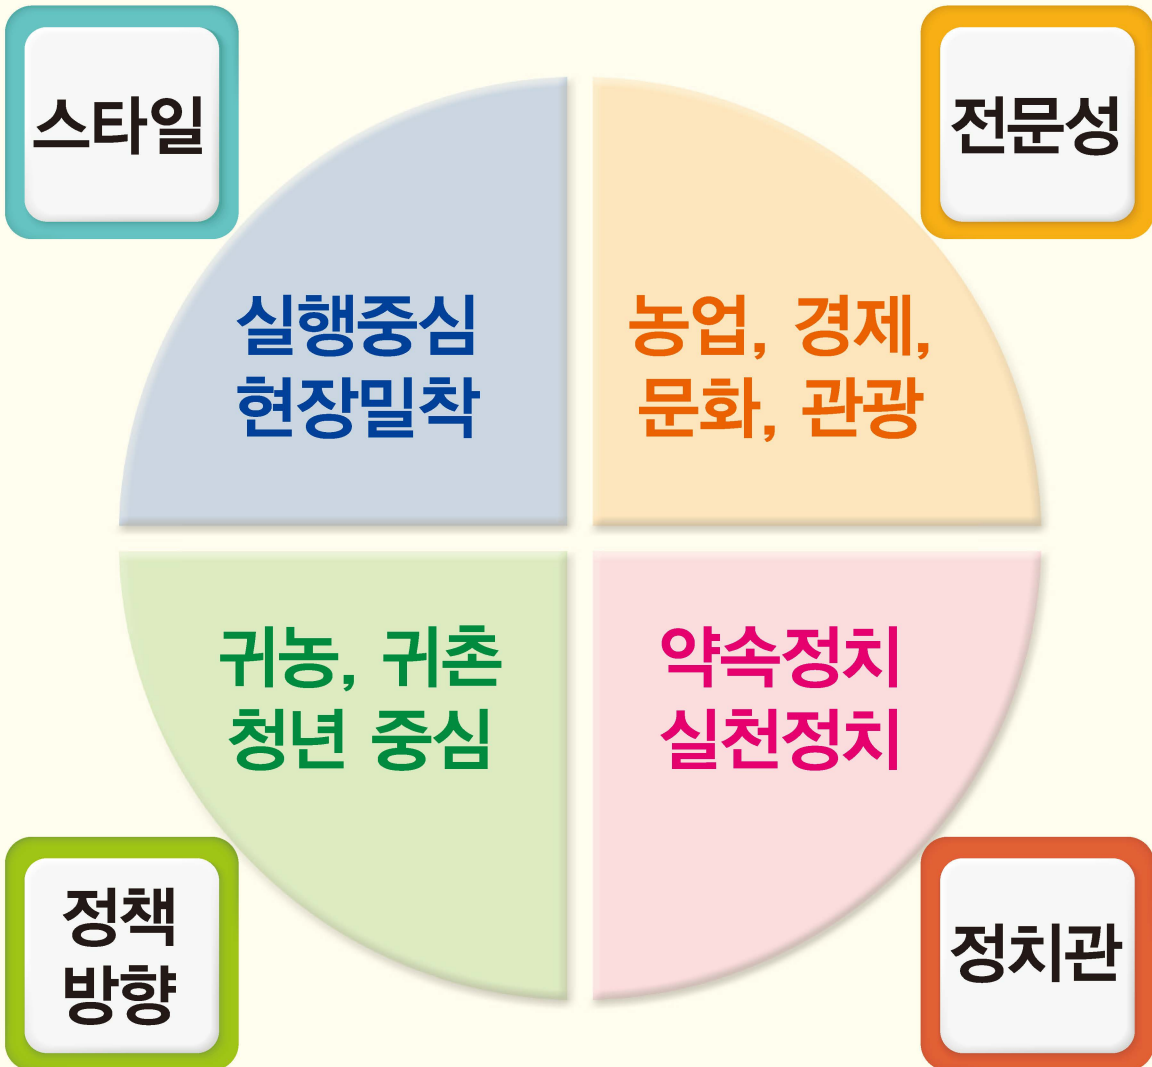 스타일
전문성
실행중심
현장밀착
농업, 경제,
문화, 관광
귀농, 귀촌
청년 중심
약속정치
실천정치
정책
방향
정치관